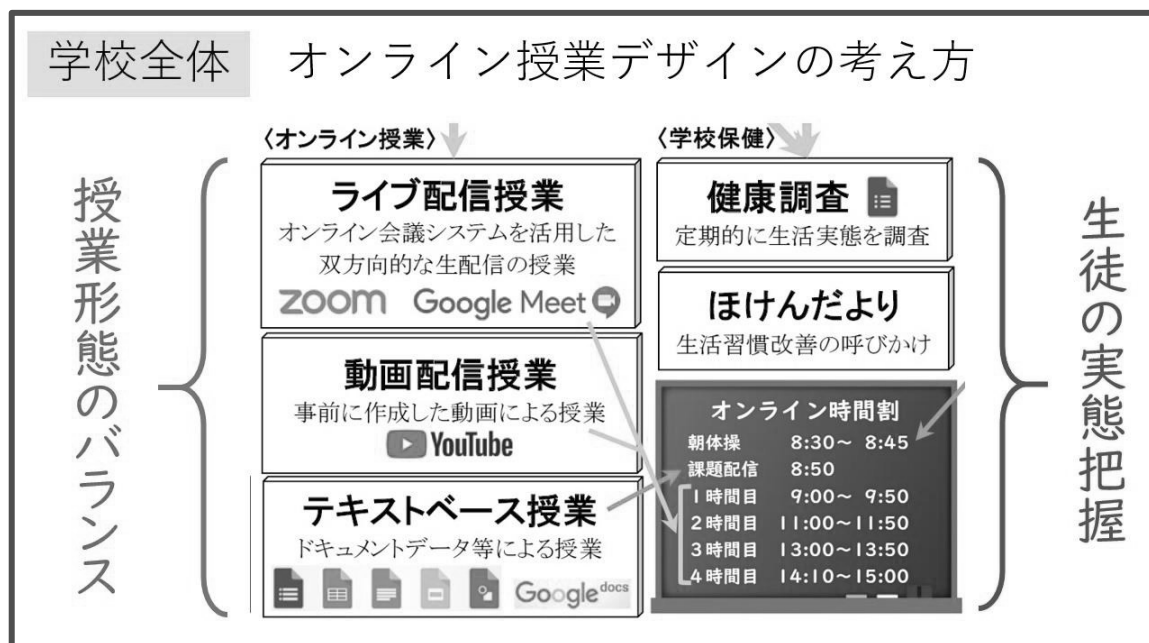 学校全体 オンライン授業デザインの考え方
授業形態のバランス
〈オンライン授業〉
ライブ配信授業
オンライン会議システムを活用した
双方向的な生配信の授業
zoom Google Meet
動画配信授業
事前に作成した動画による授業
YouTube
テキストベース授業
ドキュメントデータ等による授業
Google docs
〈学校保健〉
健康調査
定期的に生活実態を調査
ほけんだより
生活習慣改善の呼びかけ
オンライン時間割
朝体操 8:30～ 8:45
課題配信 8:50
1時間目 9:00～ 9:50
2時間目 11:00～11:50
3時間目 13:00～13:50
4時間目 14:10～15:00
生徒の実態把握